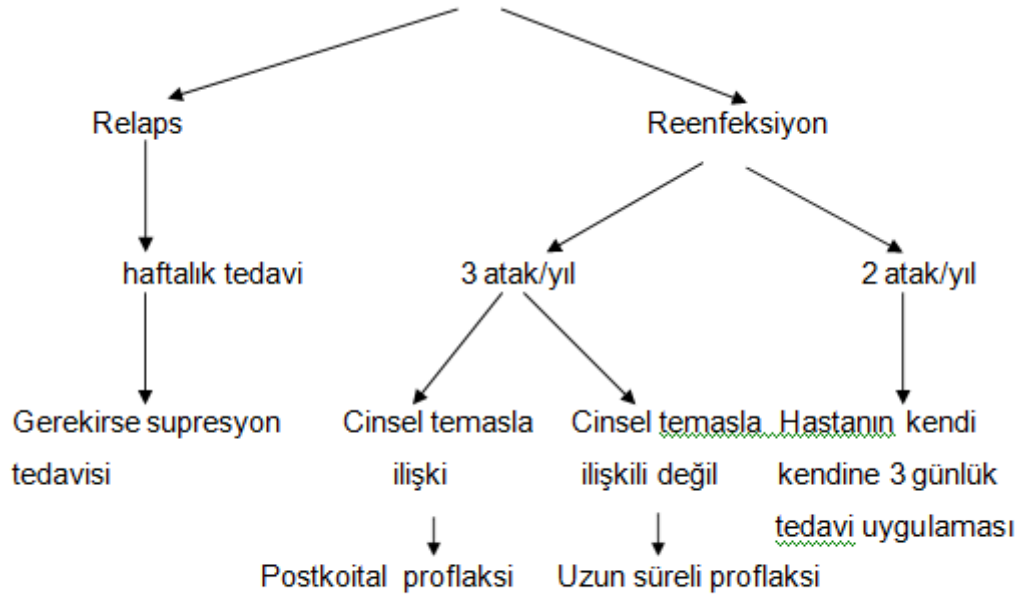 Relaps
Reenfeksiyon
haftalık tedavi
3 atak/yıl
2 atak/yıl
Gerekirse supresyon
tedavisi
Cinsel temasla
ilişki
Cinsel temasla
ilişkili değil
Hastanın kendi
kendine 3 günlük
tedavi uygulaması
Postkoital proflaksi
Uzun süreli proflaksi